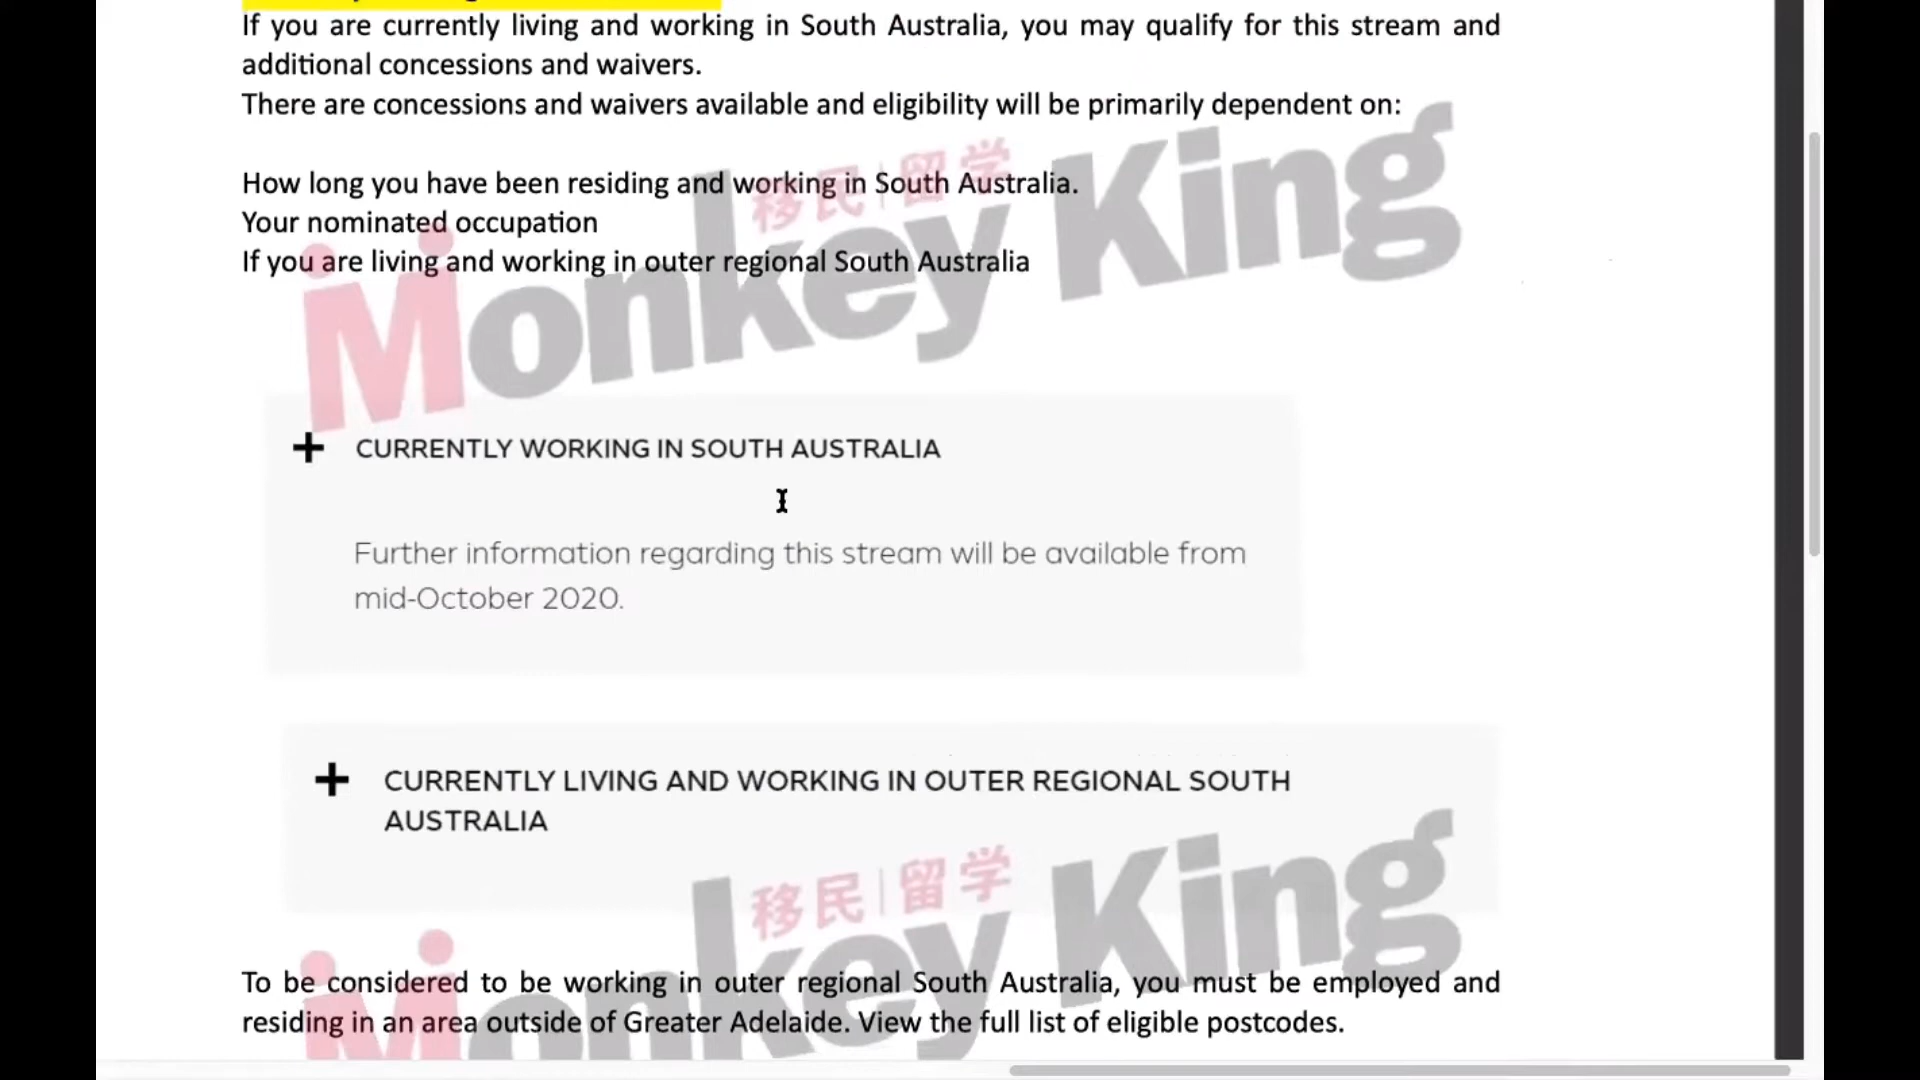 If you are currently living and working in South Australia, you may qualify for this stream and
additional concessions and waivers.
There are concessions and waivers available and eligibility will be primarily dependent on:
How long you have been residing and working in South Australia.
移民|留学
Your nominated occupation
Monkey King
If you are living and working in outer regional South Australia
+ CURRENTLY WORKING IN SOUTH AUSTRALIA
Further information regarding this stream will be available from
mid-October 2020.
+ CURRENTLY LIVING AND WORKING IN OUTER REGIONAL SOUTH
AUSTRALIA
移民|留学
Monkey King
To be considered to be working in outer regional South Australia, you must be employed and
residing in an area outside of Greater Adelaide. View the full list of eligible postcodes.